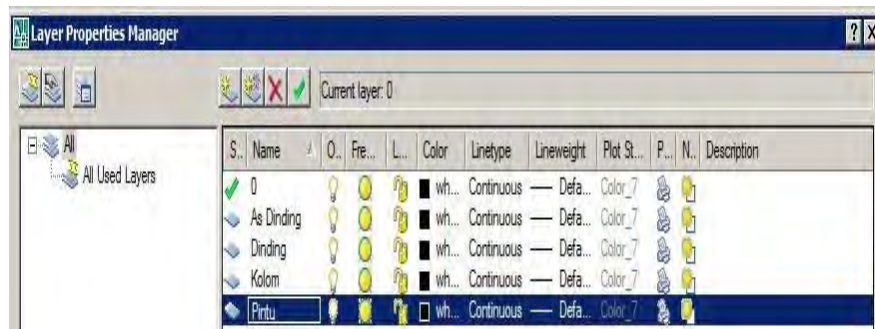 Layer Properties Manager
Current layer: 0
All
All Used Layers
S.. Name O.. Fre... L... Color Linetype Lineweight Plot St... P... N.. Description
0 wh... Continuous Defa... Color_7
As Dinding wh... Continuous Defa... Color_7
Dinding wh... Continuous Defa... Color_7
Kolom wh... Continuous Defa... Color_7
Pintu wh... Continuous Defa... Color_7